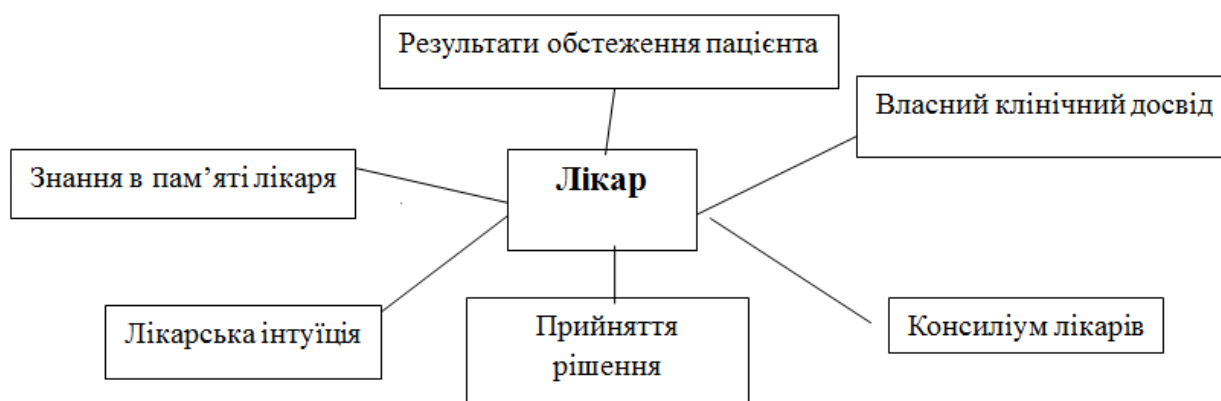 Результати обстеження пацієнта
Власний клінічний досвід
Знання в пам’яті лікаря
Лікар
Лікарська інтуїція
Прийняття
рішення
Консиліум лікарів